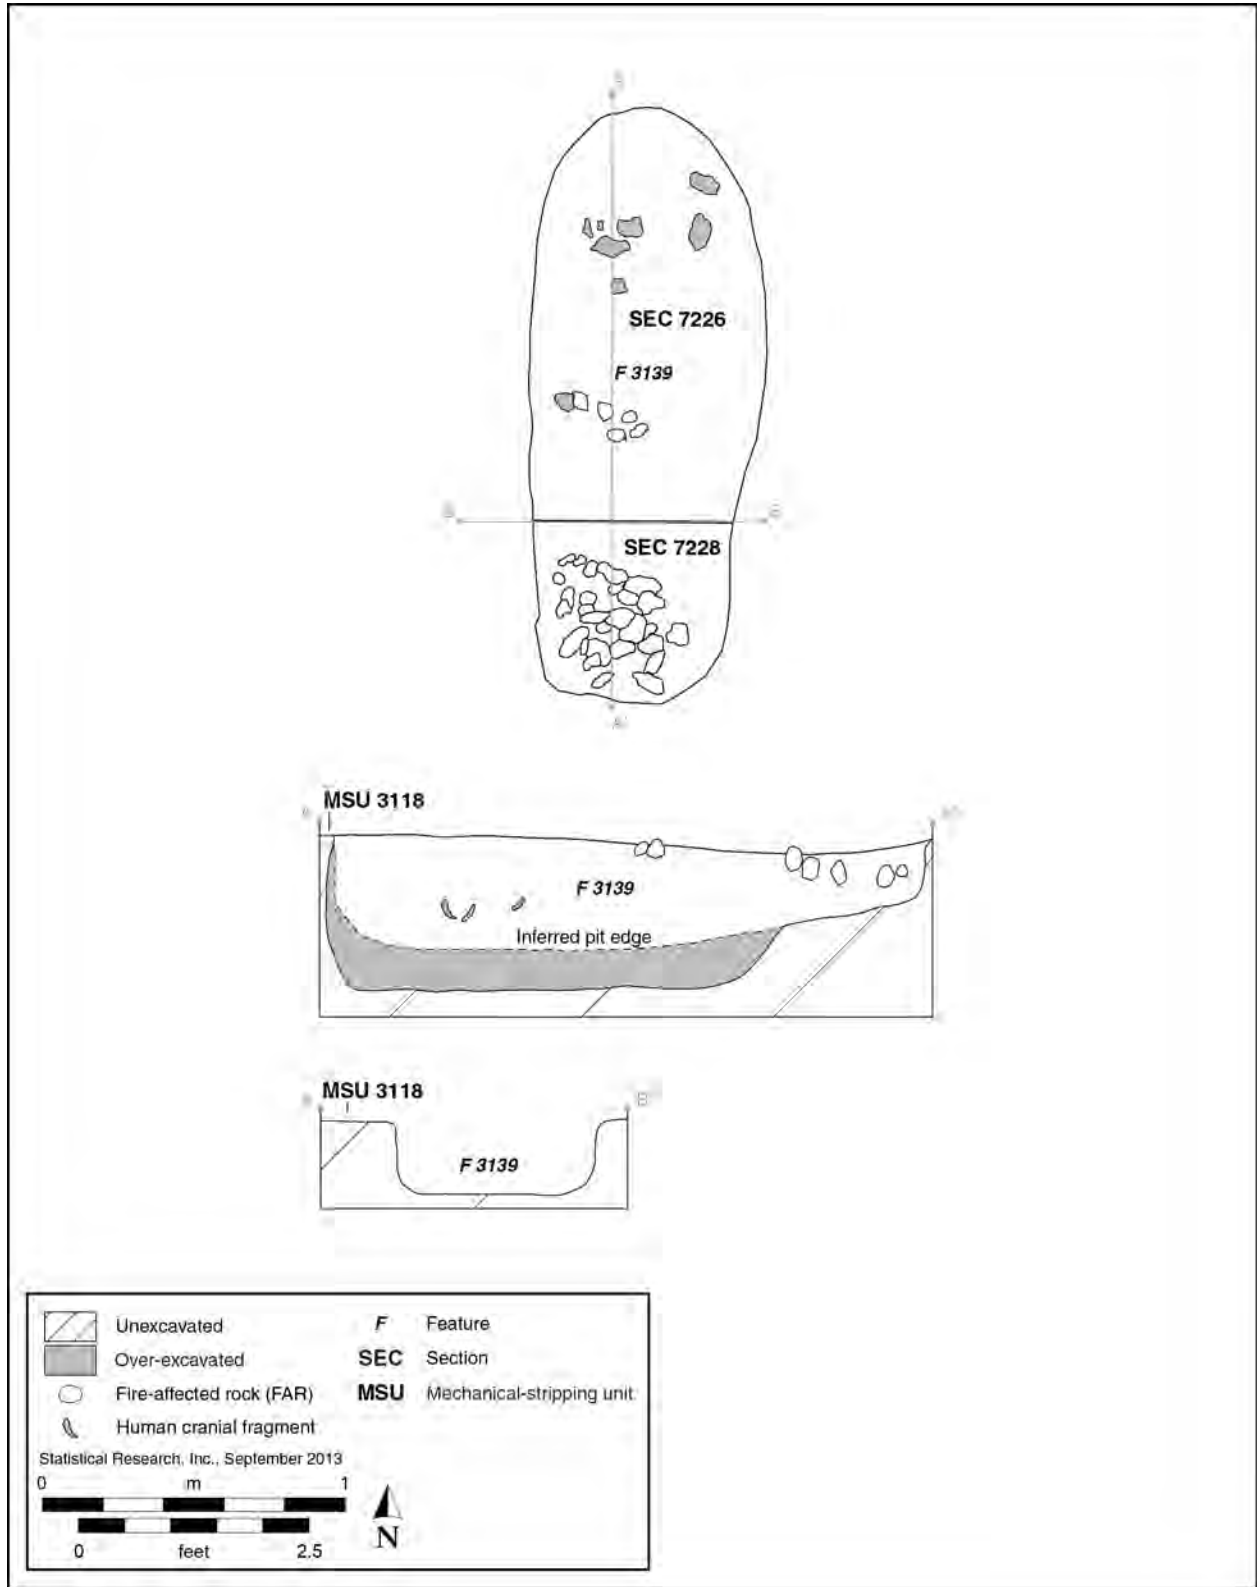 SEC 7226
F 3139
SEC 7228
MSU 3118
F 3139
Inferred pit edge
MSU 3118
F 3139
Unexcavated
Over-excavated
Fire-affected rock (FAR)
Human cranial fragment
F Feature
SEC Section
MSU Mechanical-stripping unit
Statistical Research, Inc., September 2013
0 m 1
0 feet 2.5
N